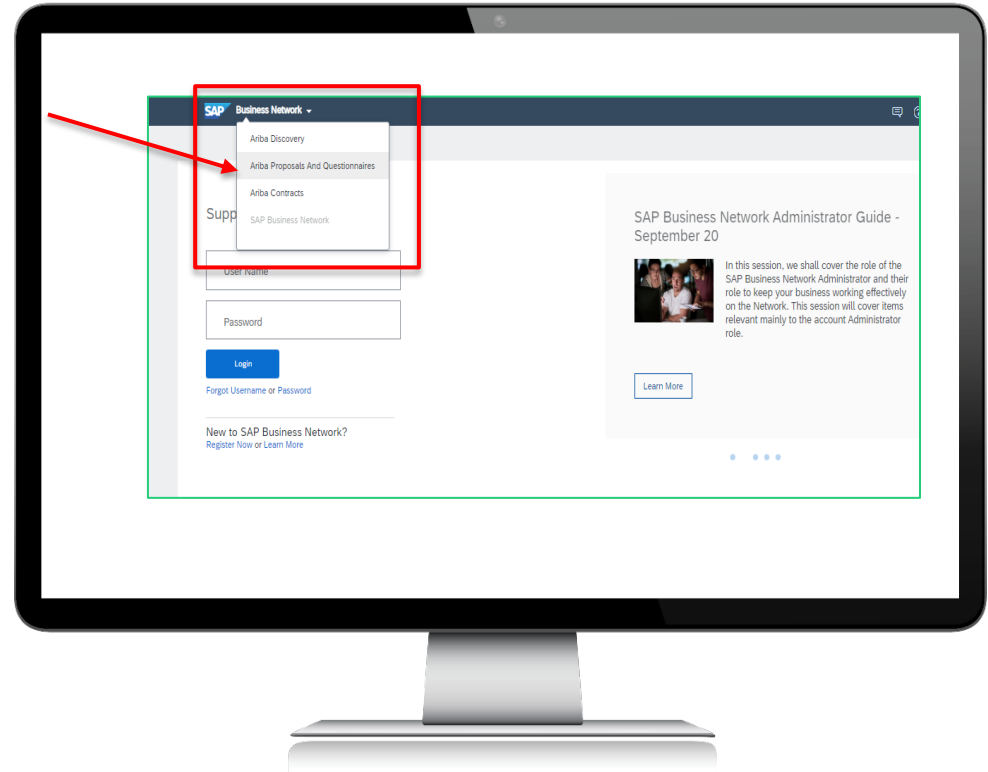 SAP Business Network
Ariba Discovery
Ariba Proposals And Questionnaires
Ariba Contracts
SAP Business Network
Supp
User Name
Password
Login
Forgot Username or Password
New to SAP Business Network?
Register Now or Learn More
SAP Business Network Administrator Guide -
September 20
In this session, we shall cover the role of the
SAP Business Network Administrator and their
role to keep your business working effectively
on the Network. This session will cover items
relevant mainly to the account Administrator
role.
Learn More